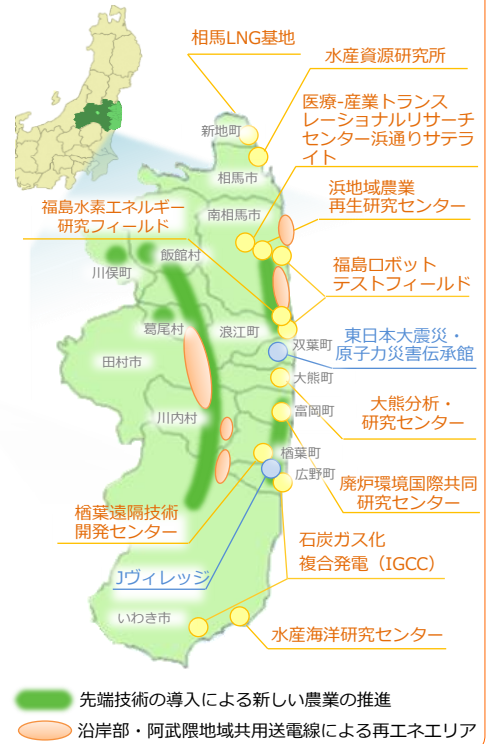 相馬LNG基地
水産資源研究所
医療-産業トランス
レーショナルリサーチ
センター浜通りサテラ
イト
新地町
相馬市
浜地域農業
再生研究センター
福島水素エネルギー
研究フィールド
南相馬市
飯館村
川俣町
福島ロボット
テストフィールド
葛尾村
浪江町
双葉町
東日本大震災・
原子力災害伝承館
田村市
大熊町
大熊分析・
研究センター
富岡町
川内村
楢葉町
広野町
廃炉環境国際共同
研究センター
楢葉遠隔技術
開発センター
石炭ガス化
複合発電（IGCC）
Jヴィレッジ
いわき市
水産海洋研究センター
先端技術の導入による新しい農業の推進
沿岸部・阿武隈地域共用送電線による再エネエリア